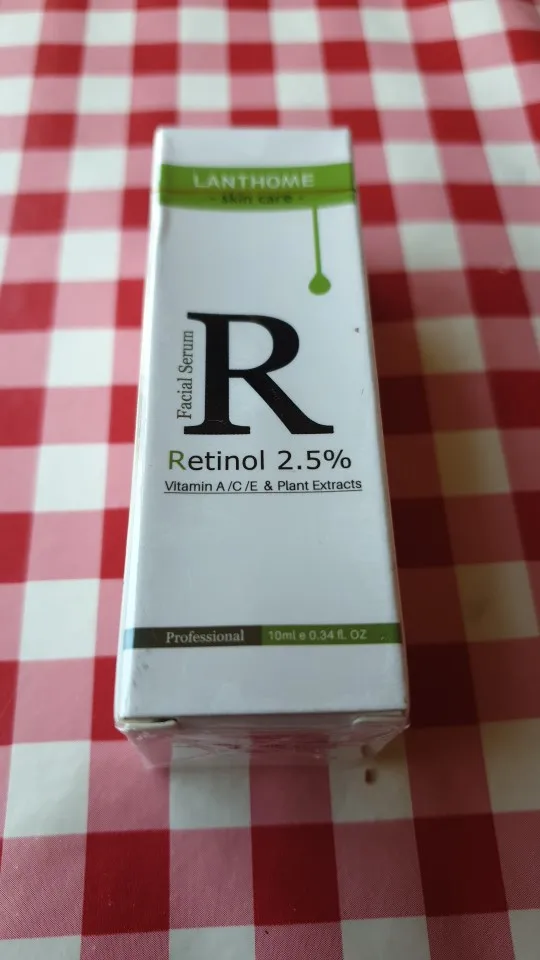 LANTHOME
- skin care -
Facial Serum
R
Retinol 2.5%
Vitamin A /C /E & Plant Extracts
Professional
10ml e 0.34 fl. OZ